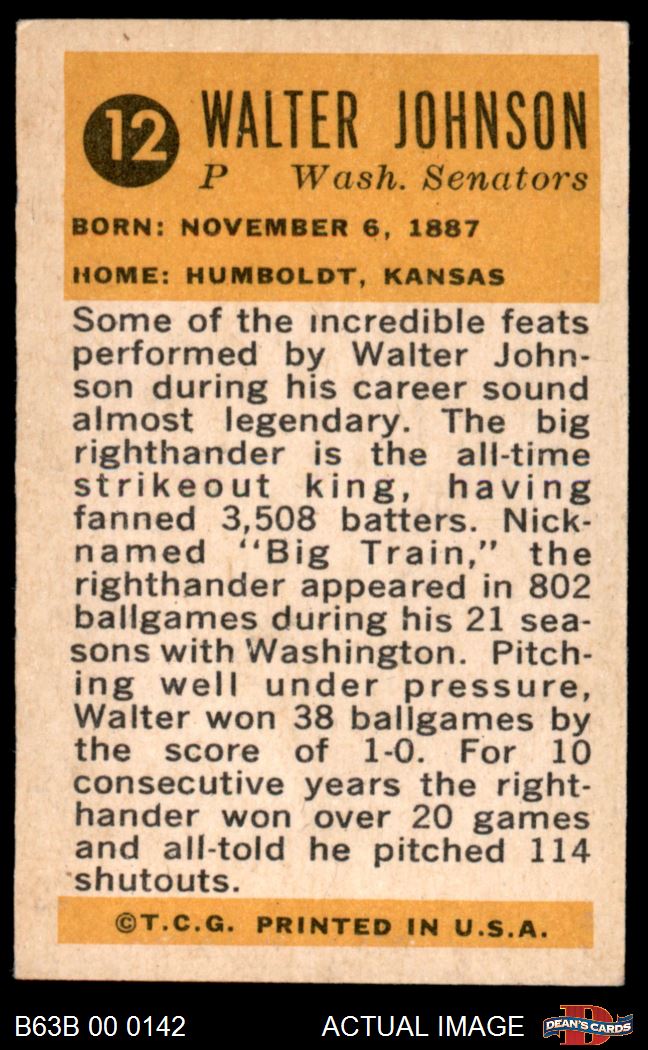 12
WALTER JOHNSON
P Wash. Senators
BORN: NOVEMBER 6, 1887
HOME: HUMBOLDT, KANSAS
Some of the incredible feats
performed by Walter John-
son during his career sound
almost legendary. The big
righthander is the all-time
strikeout king, having
fanned 3,508 batters. Nick-
named “Big Train,” the
righthander appeared in 802
ballgames during his 21 sea-
sons with Washington. Pitch-
ing well under pressure,
Walter won 38 ballgames by
the score of 1-0. For 10
consecutive years the right-
hander won over 20 games
and all-told he pitched 114
shutouts.
©T.C.G. PRINTED IN U.S.A.
B63B 00 0142 ACTUAL IMAGE
D
DEAN'S CARDS